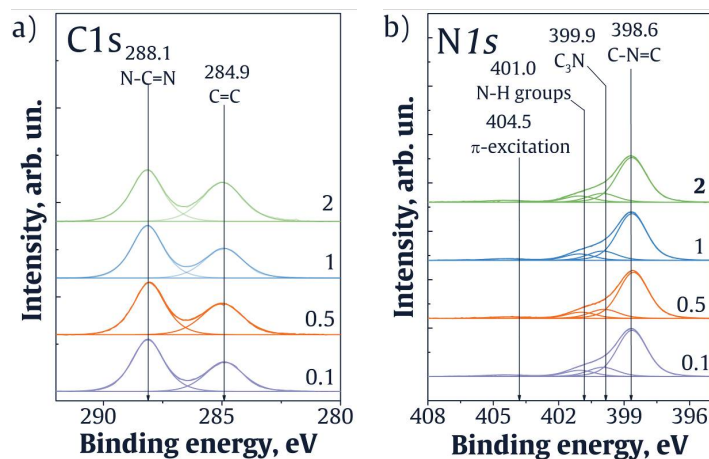 a)
C1s
288.1
N-C=N
284.9
C=C
2
1
0.5
0.1
Intensity, arb. un.
290
285
280
Binding energy, eV
b)
N1s
404.5
π-excitation
401.0
N-H groups
399.9
C₃N
398.6
C-N=C
2
1
0.5
0.1
Intensity, arb. un.
408
405
402
399
396
Binding energy, eV